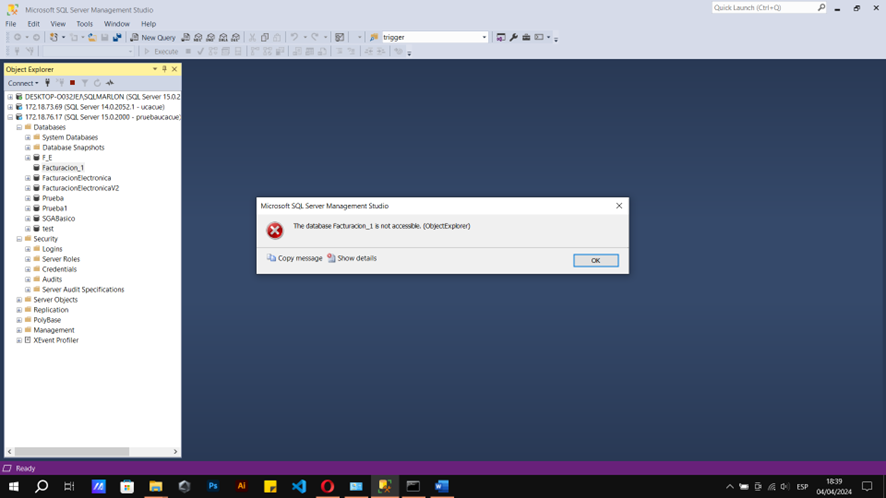 Microsoft SQL Server Management Studio
Quick Launch (Ctrl+Q)
File Edit View Tools Window Help
New Query
trigger
Execute
Object Explorer
Connect
DESKTOP-O032JEJ\SQLMARLON (SQL Server 15.0.2
172.18.73.69 (SQL Server 14.0.2052.1 - ucacue)
172.18.76.17 (SQL Server 15.0.2000 - pruebaucacue)
Databases
System Databases
Database Snapshots
F_E
Facturacion_1
FacturacionElectronica
FacturacionElectronicaV2
Prueba
Prueba1
SGABasico
test
Security
Logins
Server Roles
Credentials
Audits
Server Audit Specifications
Server Objects
Replication
PolyBase
Management
XEvent Profiler
Microsoft SQL Server Management Studio
The database Facturacion_1 is not accessible. (ObjectExplorer)
Copy message Show details
OK
Ready
Ps
Ai
ESP
18:39
04/04/2024